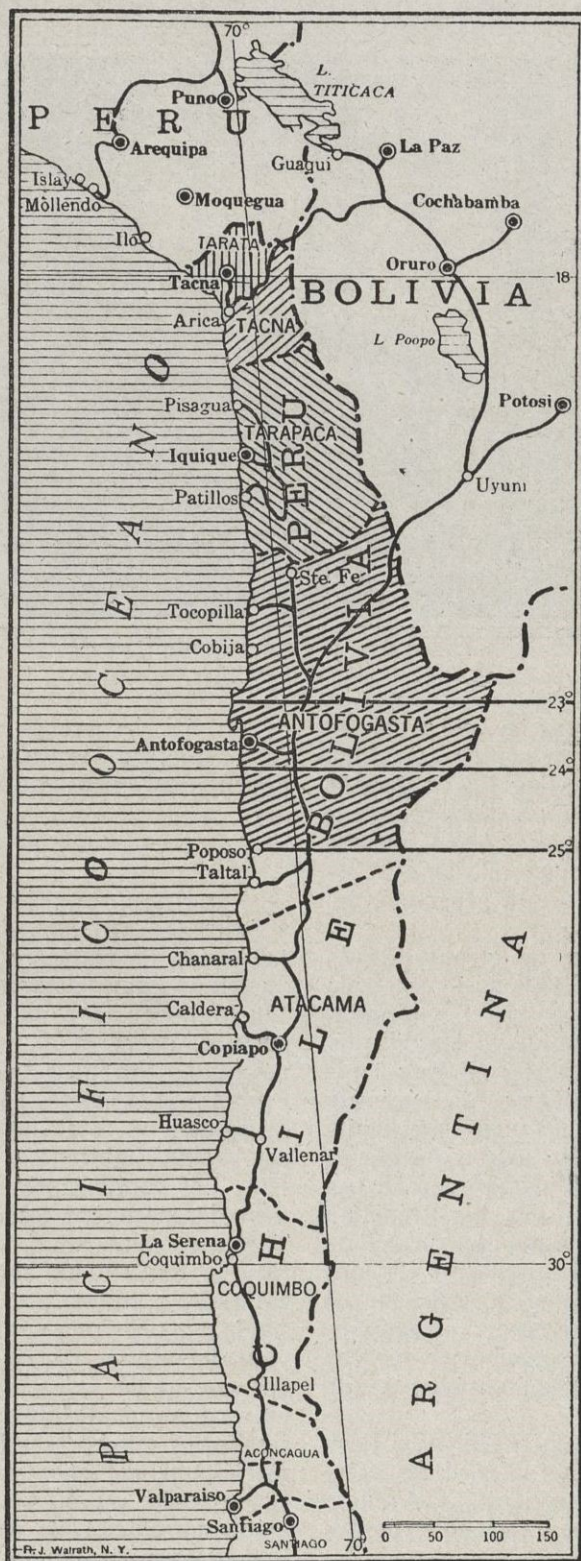 70°
L.
TITICACA
Puno
PERU
Arequipa
Guaqui
La Paz
Islay
Mollendo
Moquegua
Cochabamba
Ilo
TARATA
Oruro
Tacna
18
BOLIVIA
Arica
TACNA
L Poopo
Pisagua
TARAPACA
PERU
Potosi
Iquique
Patillos
Uyuni
Ste. Fe
Tocopilla
Cobija
BOLIVIA
23°
ANTOFOGASTA
Antofogasta
24°
Poposo
25°
Taltal
Chanaral
Caldera
ATACAMA
Copiapo
OCEANO PACIFICO
CHILE
ARGENTINA
Huasco
Vallenar
La Serena
Coquimbo
30°
COQUIMBO
Illapel
ACONCAGUA
Valparaiso
Santiago
SANTIAGO
70°
0 50 100 150
R. J. Walrath, N. Y.